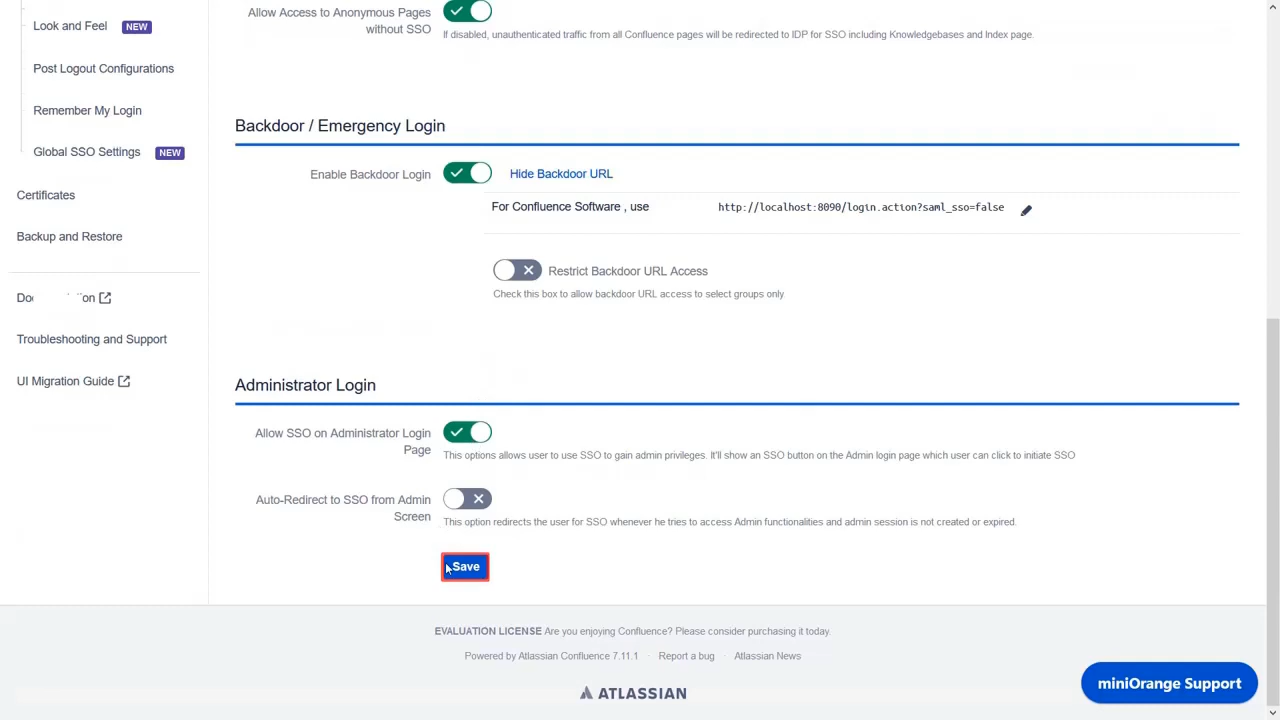 Look and Feel NEW
Post Logout Configurations
Remember My Login
Global SSO Settings NEW
Certificates
Backup and Restore
Troubleshooting and Support
UI Migration Guide
Allow Access to Anonymous Pages
without SSO
If disabled, unauthenticated traffic from all Confluence pages will be redirected to IDP for SSO including Knowledgebases and Index page.
Backdoor / Emergency Login
Enable Backdoor Login
Hide Backdoor URL
For Confluence Software , use
http://localhost:8090/login.action?saml_sso=false
Restrict Backdoor URL Access
Check this box to allow backdoor URL access to select groups only.
Administrator Login
Allow SSO on Administrator Login
Page
This options allows user to use SSO to gain admin privileges. It'll show an SSO button on the Admin login page which user can click to initiate SSO
Auto-Redirect to SSO from Admin
Screen
This option redirects the user for SSO whenever he tries to access Admin functionalities and admin session is not created or expired.
Save
EVALUATION LICENSE Are you enjoying Confluence? Please consider purchasing it today.
Powered by Atlassian Confluence 7.11.1 · Report a bug · Atlassian News
ATLASSIAN
miniOrange Support